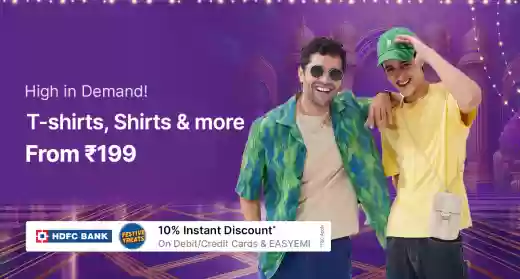 High in Demand!
T-shirts, Shirts & more
From ₹199
HDFC BANK
FESTIVE
TREATS
10% Instant Discount*
On Debit/Credit Cards & EASYEMI